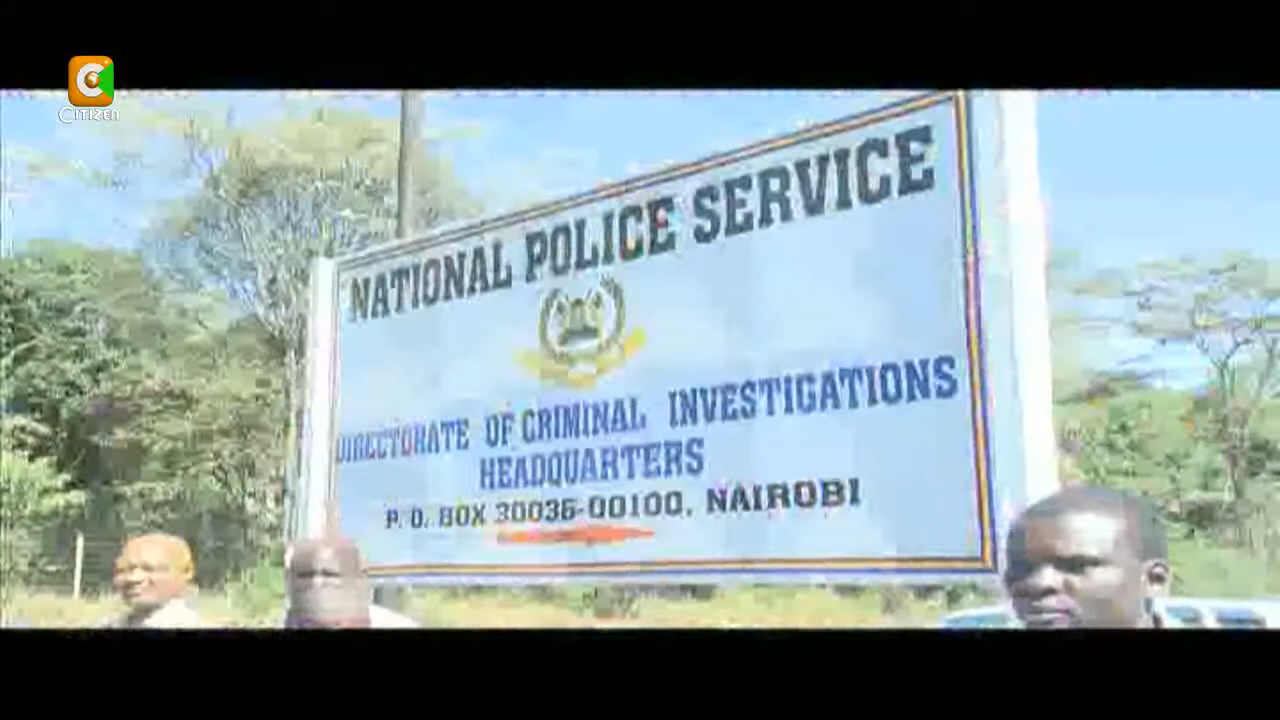 CITIZEN
NATIONAL POLICE SERVICE
DIRECTORATE OF CRIMINAL INVESTIGATIONS
HEADQUARTERS
P. O. BOX 30036-00100, NAIROBI